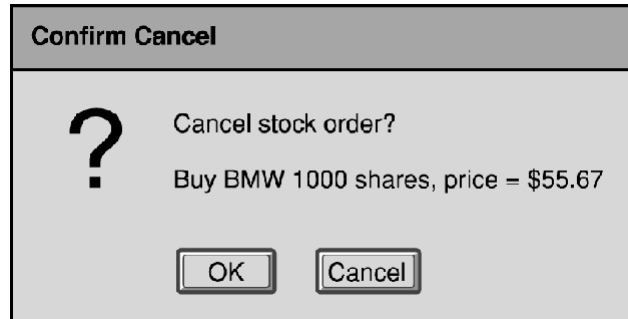 Confirm Cancel
?
Cancel stock order?
Buy BMW 1000 shares, price = $55.67
OK Cancel